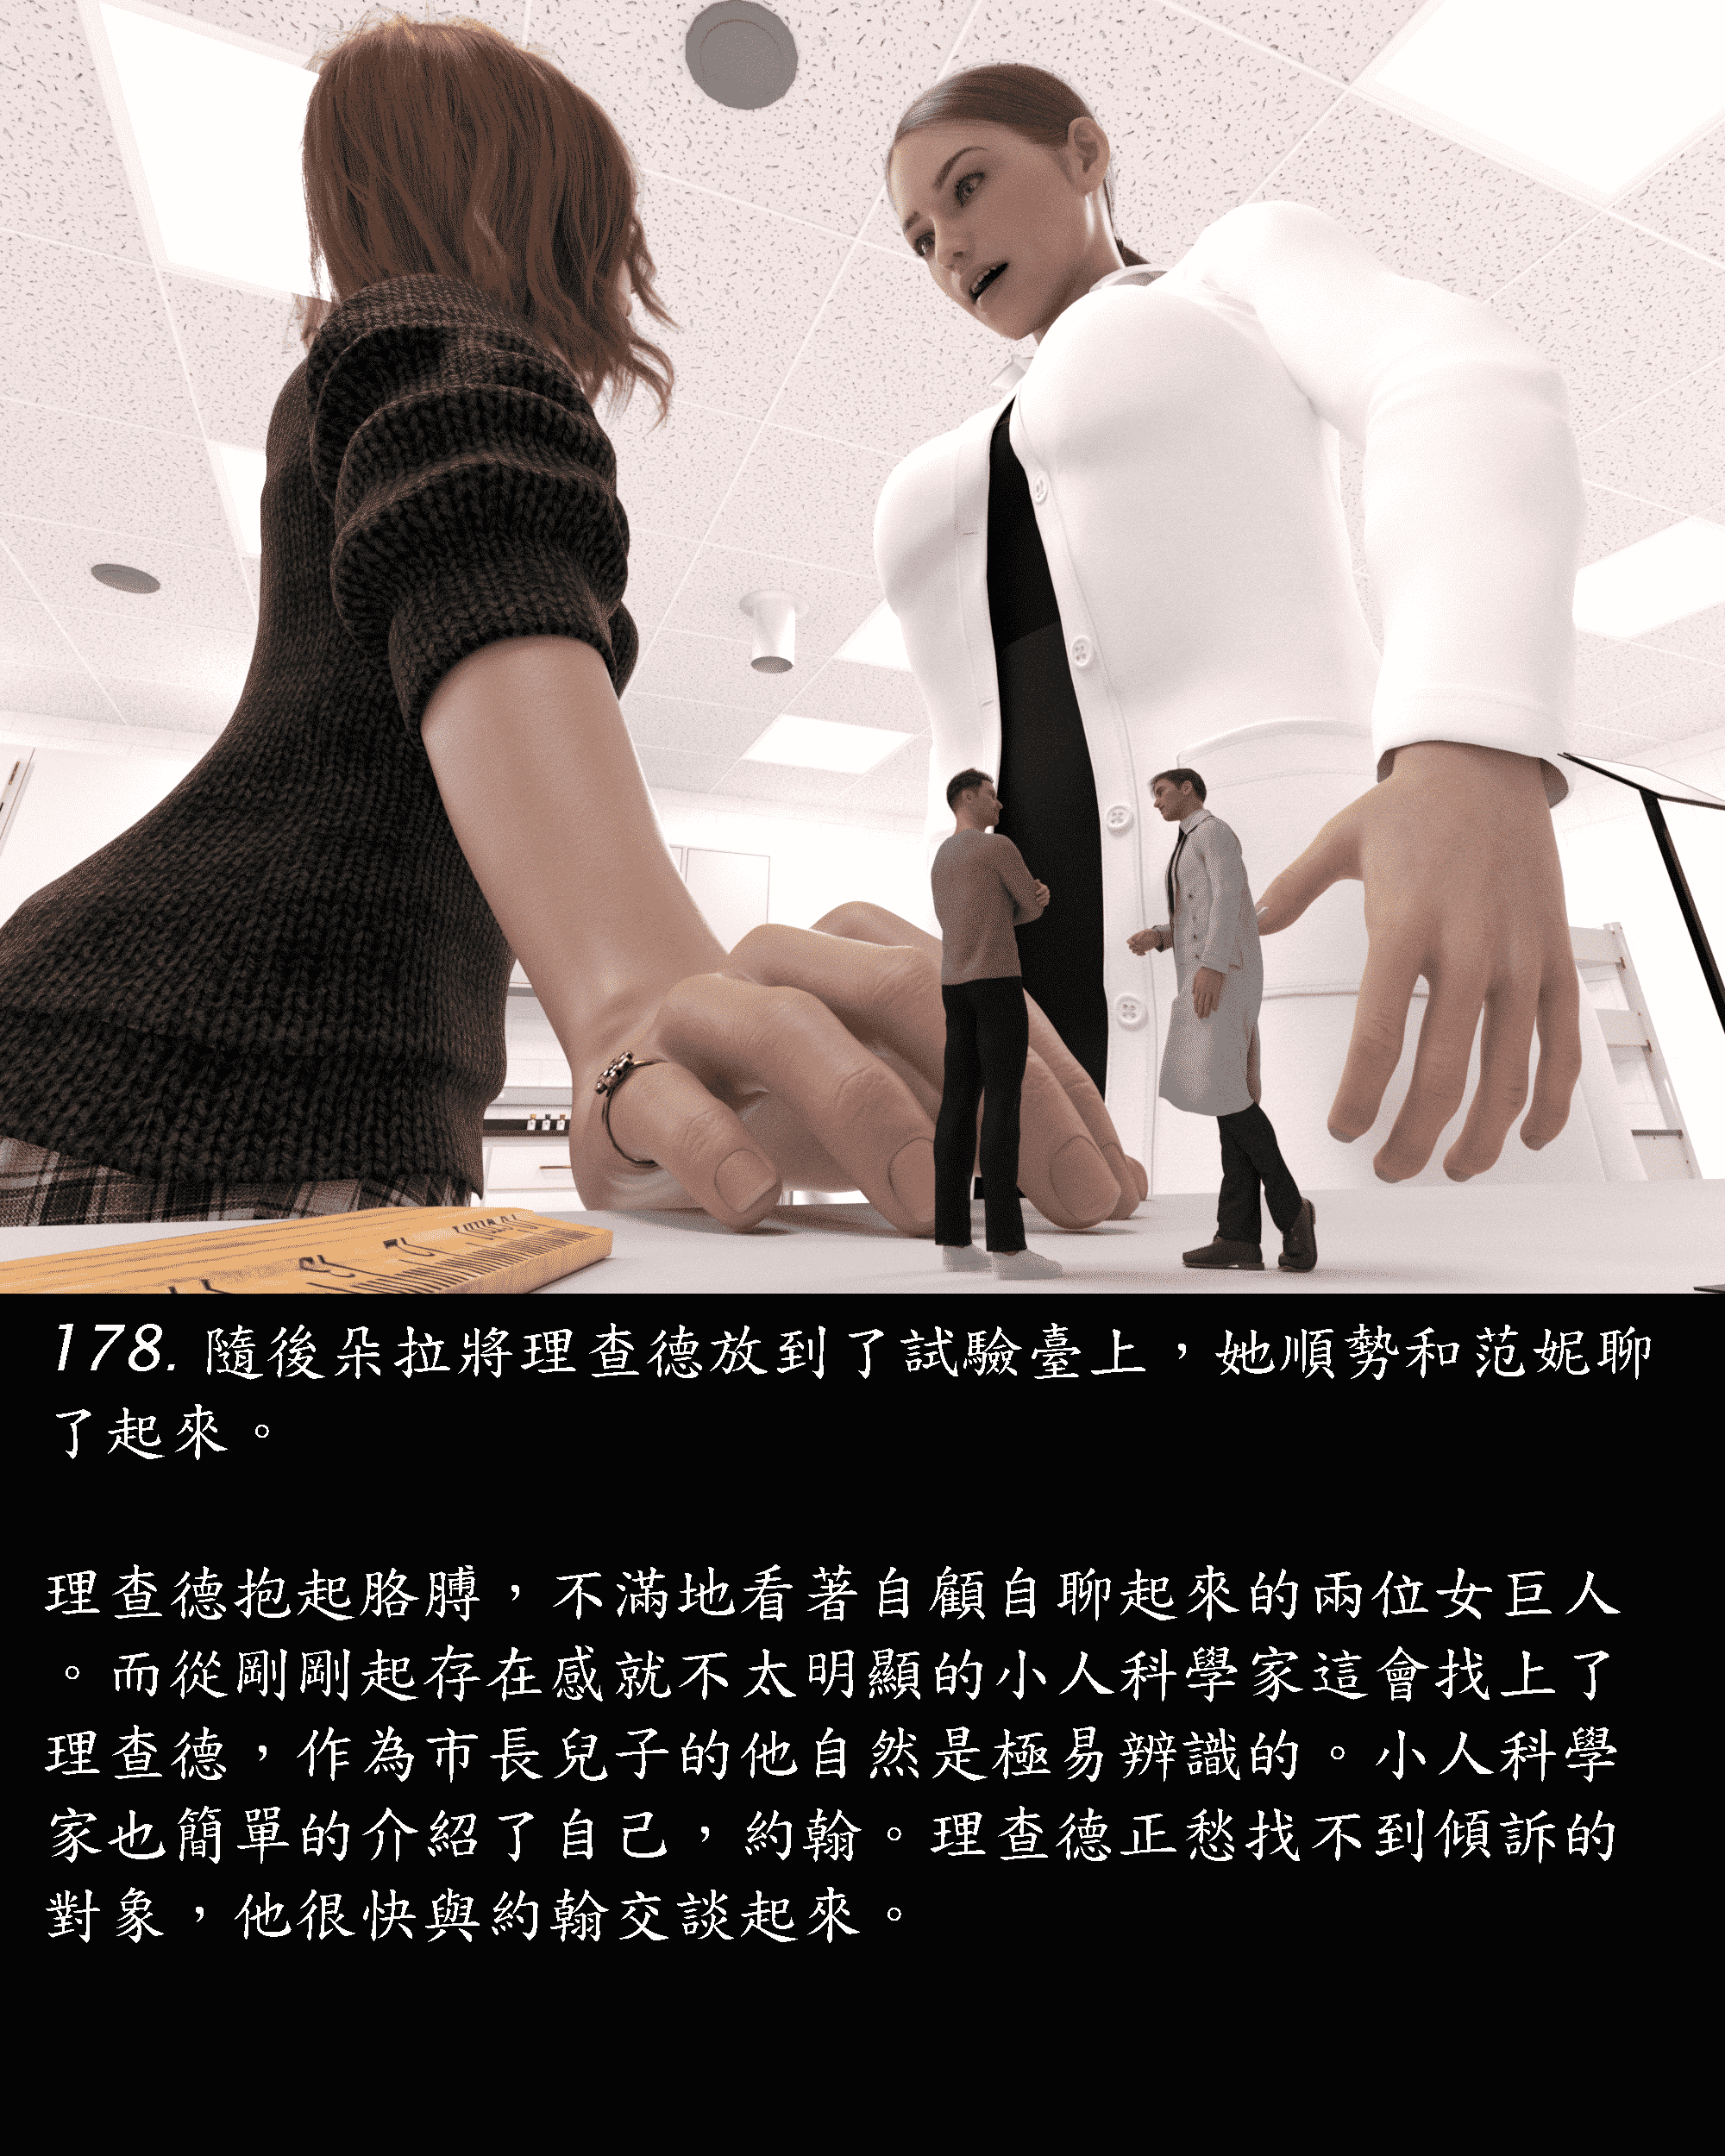 178. 隨後朵拉將理查德放到了試驗臺上，她順勢和范妮聊
了起來。
理查德抱起胳膊，不滿地看著自顧自聊起來的兩位女巨人
。而從剛剛起存在感就不太明顯的小人科學家這會找上了
理查德，作為市長兒子的他自然是極易辨識的。小人科學
家也簡單的介紹了自己，約翰。理查德正愁找不到傾訴的
對象，他很快與約翰交談起來。